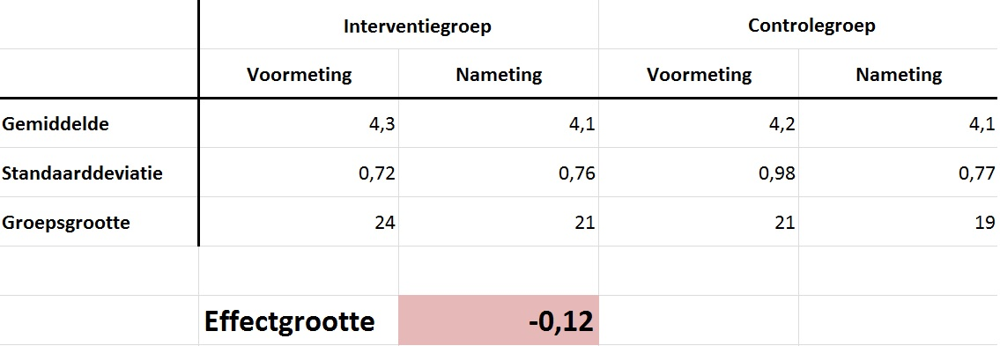 Interventiegroep Controlegroep
Voormeting Nameting Voormeting Nameting
Gemiddelde 4,3 4,1 4,2 4,1
Standaarddeviatie 0,72 0,76 0,98 0,77
Groepsgrootte 24 21 21 19
Effectgrootte -0,12